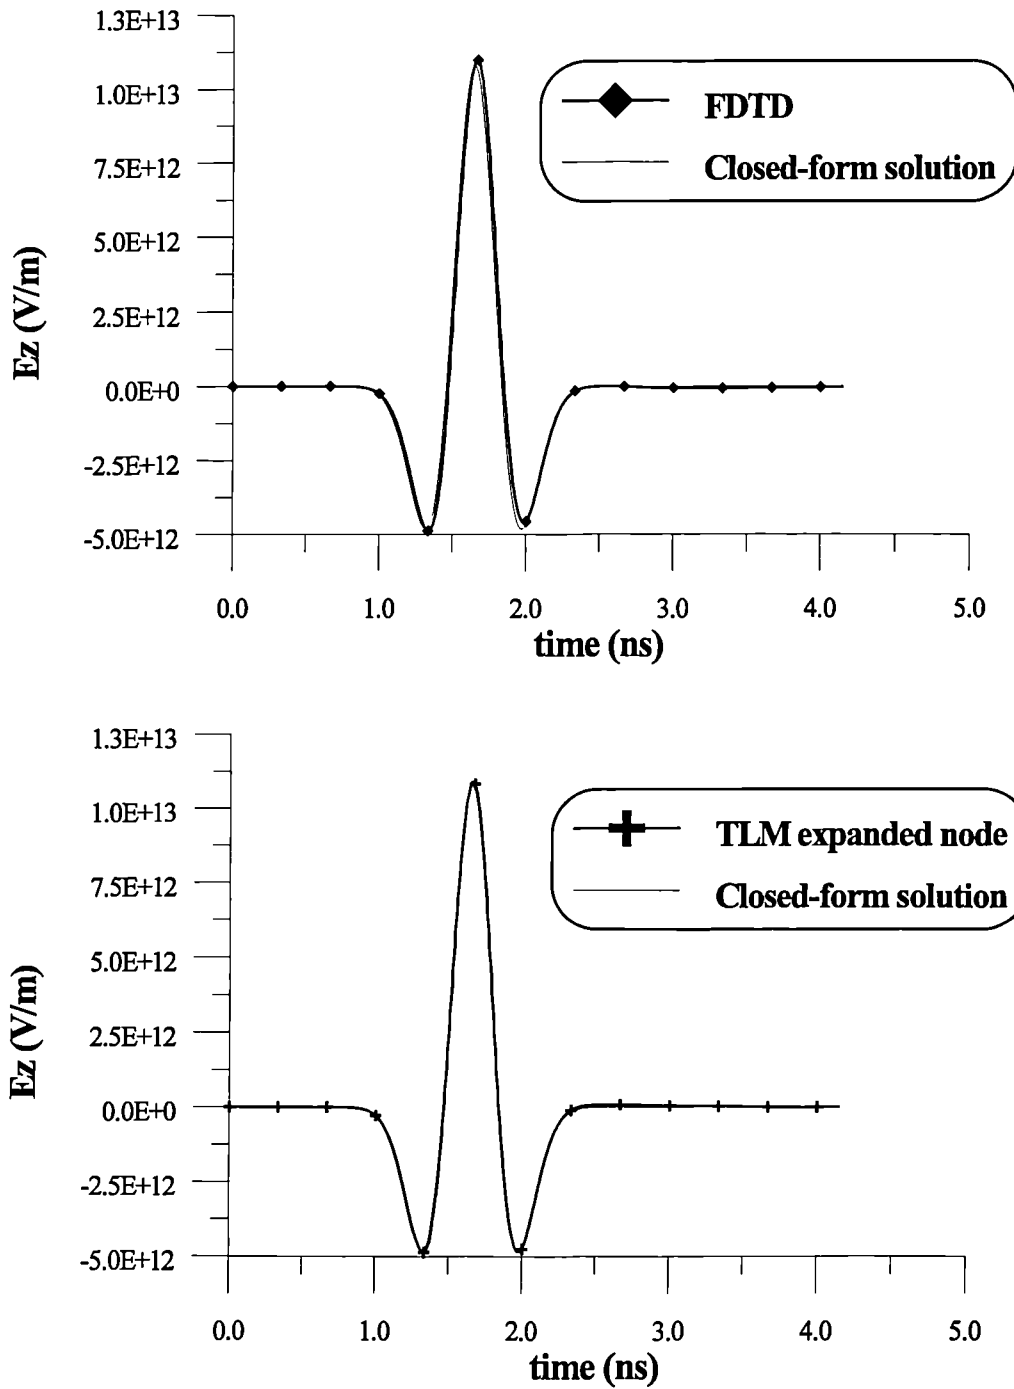 1.3E+13
1.0E+13
7.5E+12
5.0E+12
2.5E+12
0.0E+0
-2.5E+12
-5.0E+12
Ez (V/m)
FDTD
Closed-form solution
0.0 1.0 2.0 3.0 4.0 5.0
time (ns)
1.3E+13
1.0E+13
7.5E+12
5.0E+12
2.5E+12
0.0E+0
-2.5E+12
-5.0E+12
Ez (V/m)
TLM expanded node
Closed-form solution
0.0 1.0 2.0 3.0 4.0 5.0
time (ns)